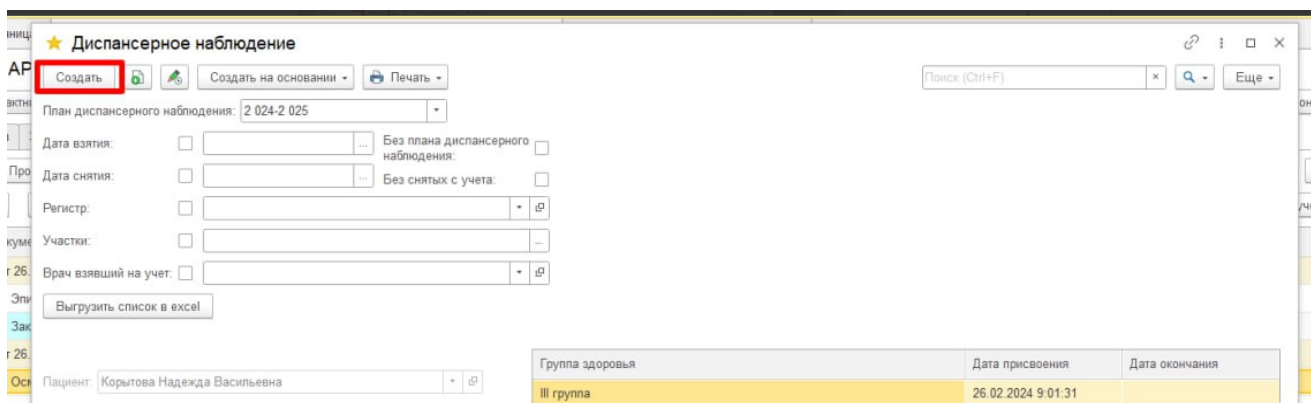 Диспансерное наблюдение
АР
Создать
Создать на основании
Печать
Поиск (Ctrl+F)
Еще
План диспансерного наблюдения: 2 024-2 025
Дата взятия:
Без плана диспансерного наблюдения:
Про
Дата снятия:
Без снятых с учета:
Регистр:
Участки:
Врач взявший на учет:
Выгрузить список в excel
Группа здоровья
Дата присвоения
Дата окончания
Пациент: Корытова Надежда Васильевна
III группа
26.02.2024 9:01:31